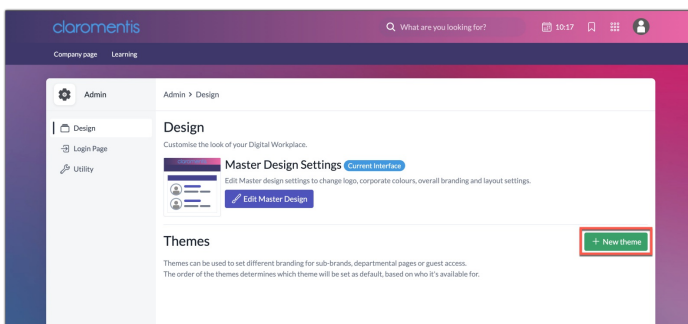 claromentis
What are you looking for?
10:17
Company page Learning
Admin
Admin > Design
Design
Login Page
Utility
Design
Customise the look of your Digital Workplace.
Master Design Settings Current Interface
Edit Master design settings to change logo, corporate colours, overall branding and layout settings.
Edit Master Design
Themes
+ New theme
Themes can be used to set different branding for sub-brands, departmental pages or guest access.
The order of the themes determines which theme will be set as default, based on who it's available for.